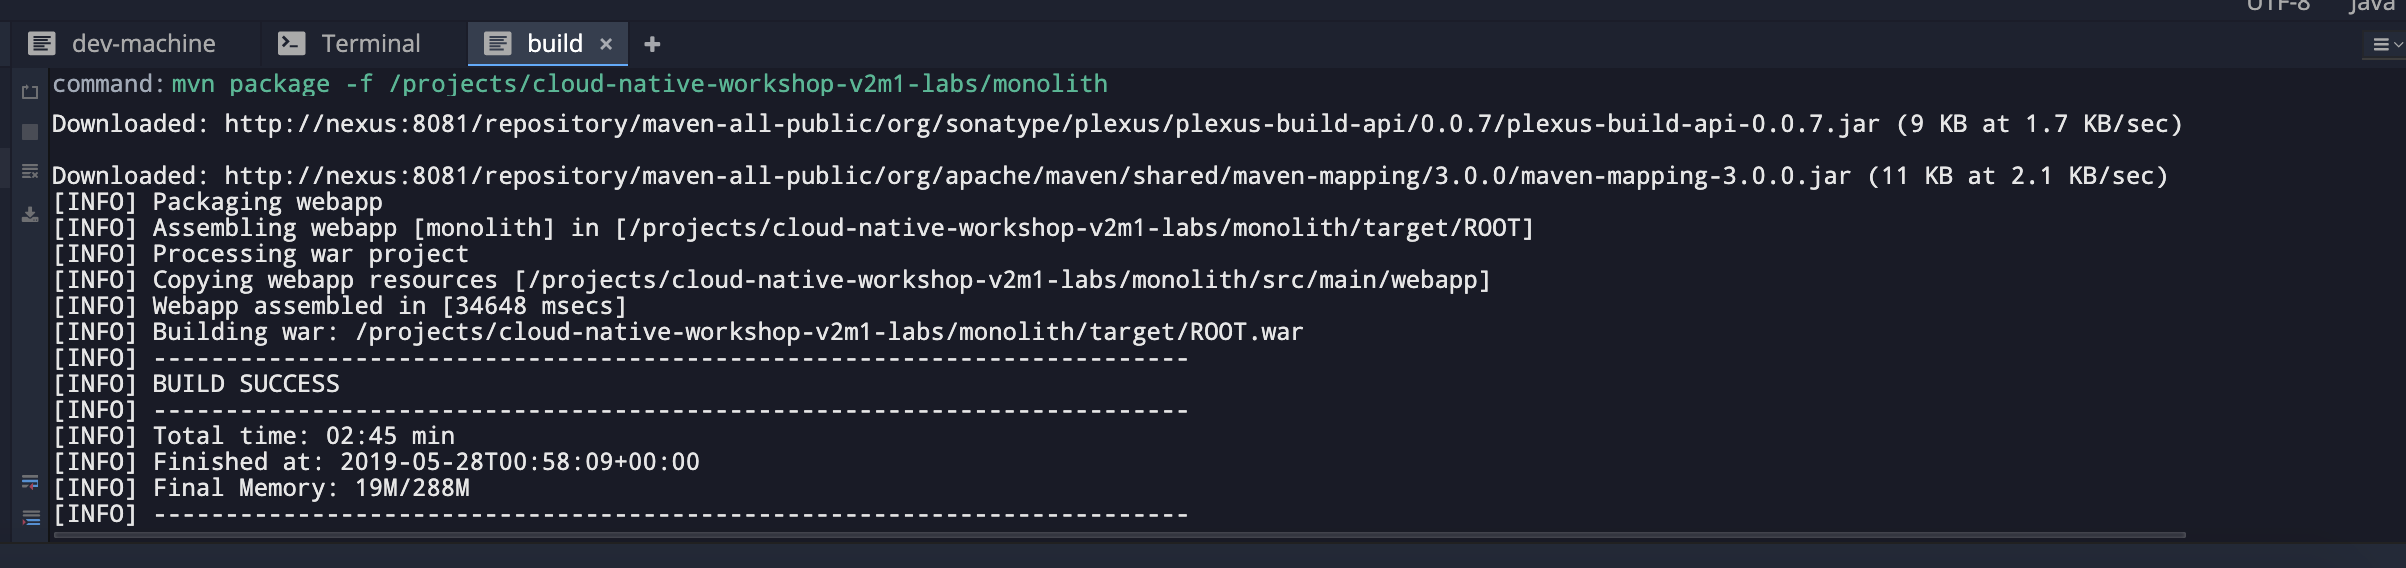 UTF-8 Java
dev-machine Terminal build × +
command: mvn package -f /projects/cloud-native-workshop-v2m1-labs/monolith
Downloaded: http://nexus:8081/repository/maven-all-public/org/sonatype/plexus/plexus-build-api/0.0.7/plexus-build-api-0.0.7.jar (9 KB at 1.7 KB/sec)
Downloaded: http://nexus:8081/repository/maven-all-public/org/apache/maven/shared/maven-mapping/3.0.0/maven-mapping-3.0.0.jar (11 KB at 2.1 KB/sec)
[INFO] Packaging webapp
[INFO] Assembling webapp [monolith] in [/projects/cloud-native-workshop-v2m1-labs/monolith/target/ROOT]
[INFO] Processing war project
[INFO] Copying webapp resources [/projects/cloud-native-workshop-v2m1-labs/monolith/src/main/webapp]
[INFO] Webapp assembled in [34648 msecs]
[INFO] Building war: /projects/cloud-native-workshop-v2m1-labs/monolith/target/ROOT.war
[INFO] ------------------------------------------------------------------------
[INFO] BUILD SUCCESS
[INFO] ------------------------------------------------------------------------
[INFO] Total time: 02:45 min
[INFO] Finished at: 2019-05-28T00:58:09+00:00
[INFO] Final Memory: 19M/288M
[INFO] ------------------------------------------------------------------------